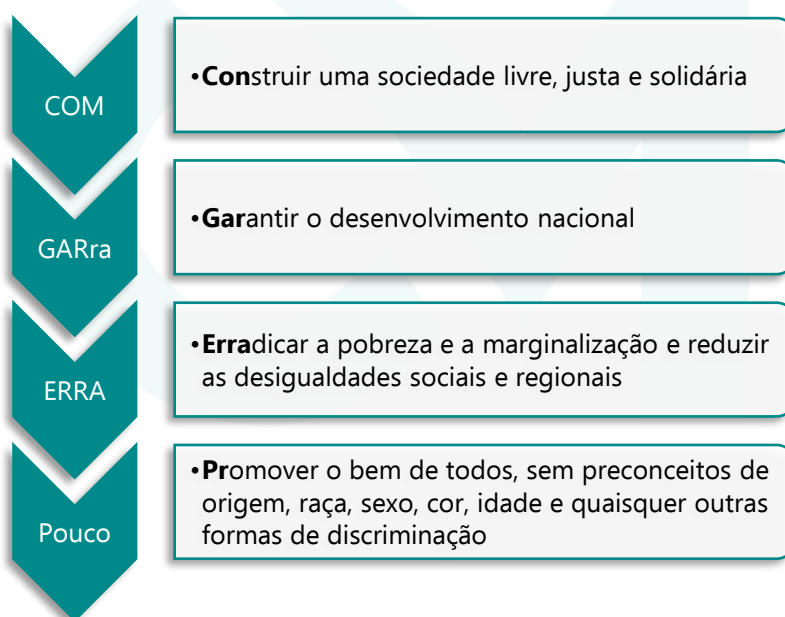 COM
•Construir uma sociedade livre, justa e solidária
GARra
•Garantir o desenvolvimento nacional
ERRA
•Erradicar a pobreza e a marginalização e reduzir
as desigualdades sociais e regionais
Pouco
•Promover o bem de todos, sem preconceitos de
origem, raça, sexo, cor, idade e quaisquer outras
formas de discriminação